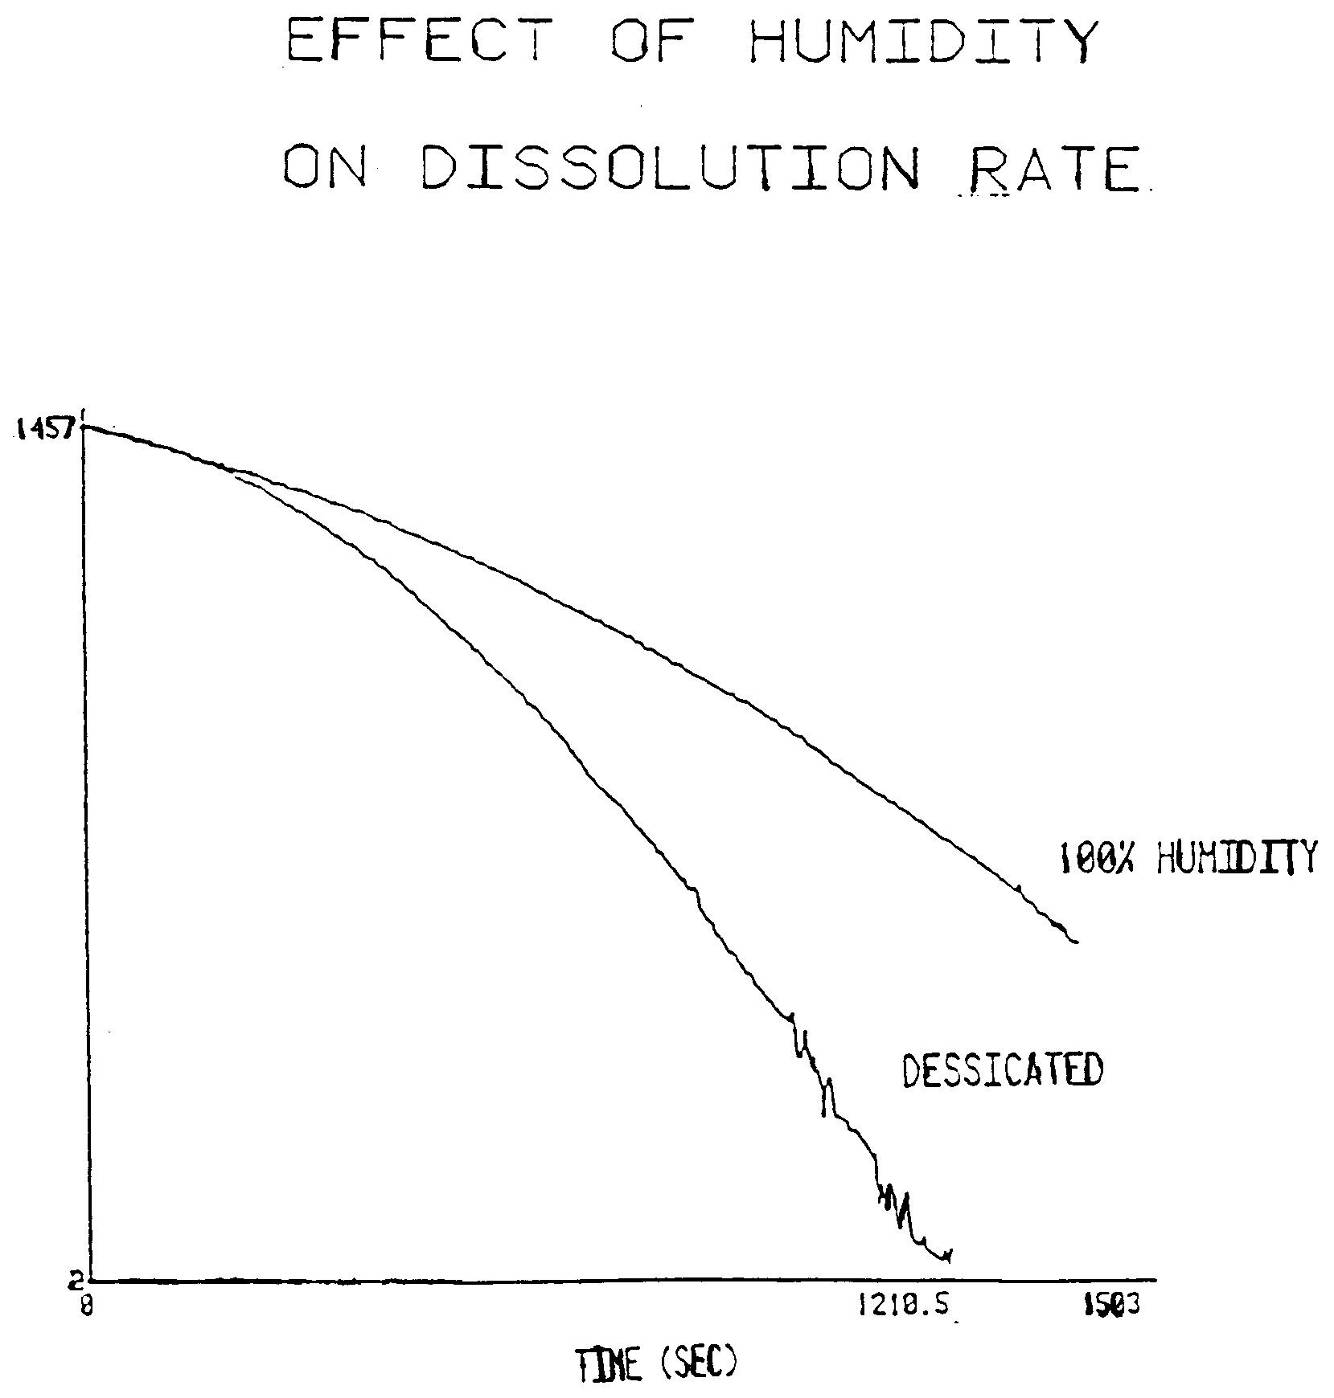 EFFECT OF HUMIDITY
ON DISSOLUTION RATE
1457
100% HUMIDITY
DESSICATED
2
0 1210.5 1503
TIME (SEC)